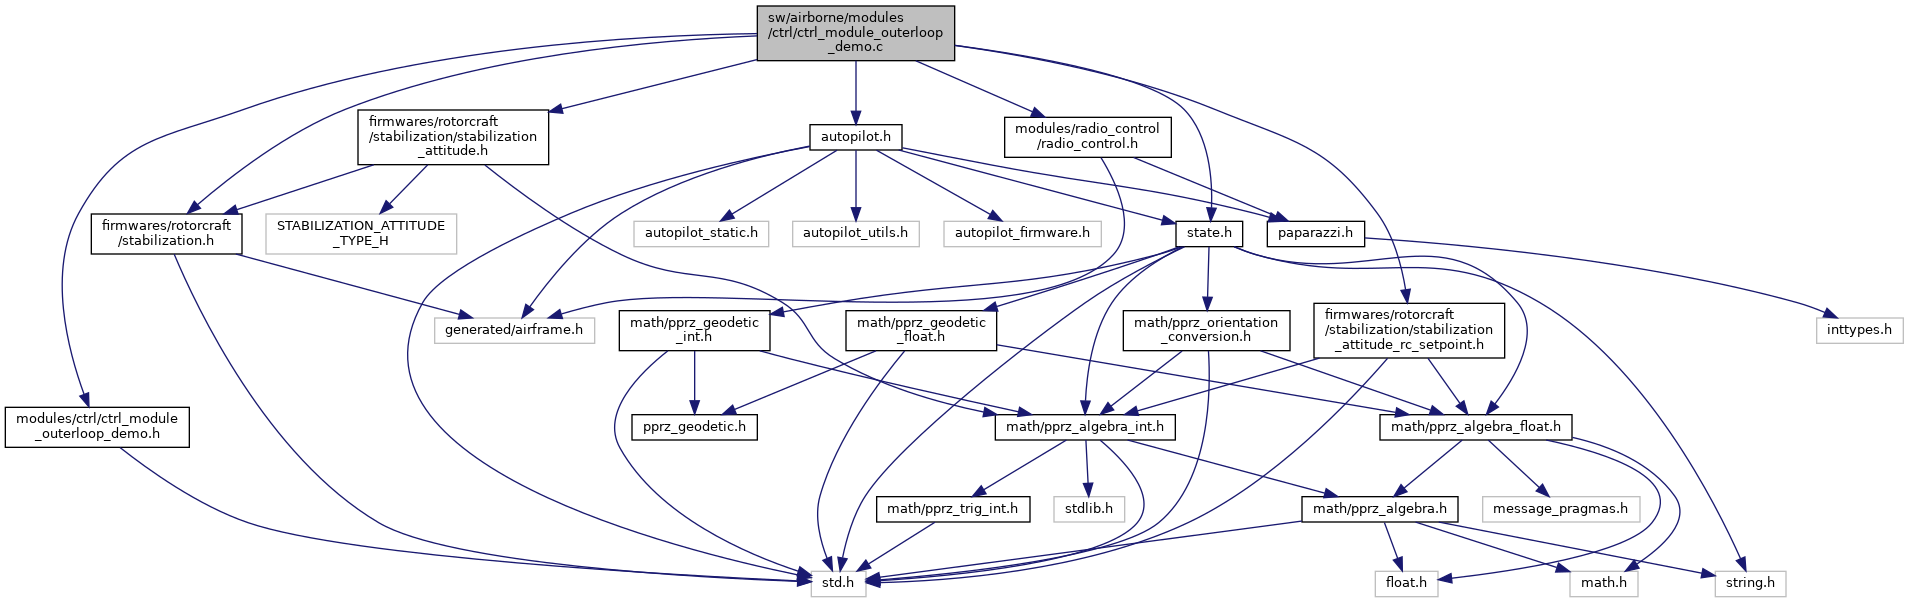 sw/airborne/modules
/ctrl/ctrl_module_outerloop
_demo.c
firmwares/rotorcraft
/stabilization/stabilization
_attitude.h
autopilot.h
modules/radio_control
/radio_control.h
firmwares/rotorcraft
/stabilization.h
STABILIZATION_ATTITUDE
_TYPE_H
autopilot_static.h
autopilot_utils.h
autopilot_firmware.h
state.h
paparazzi.h
generated/airframe.h
math/pprz_geodetic
_int.h
math/pprz_geodetic
_float.h
math/pprz_orientation
_conversion.h
firmwares/rotorcraft
/stabilization/stabilization
_attitude_rc_setpoint.h
inttypes.h
modules/ctrl/ctrl_module
_outerloop_demo.h
pprz_geodetic.h
math/pprz_algebra_int.h
math/pprz_algebra_float.h
math/pprz_trig_int.h
stdlib.h
math/pprz_algebra.h
message_pragmas.h
std.h
float.h
math.h
string.h